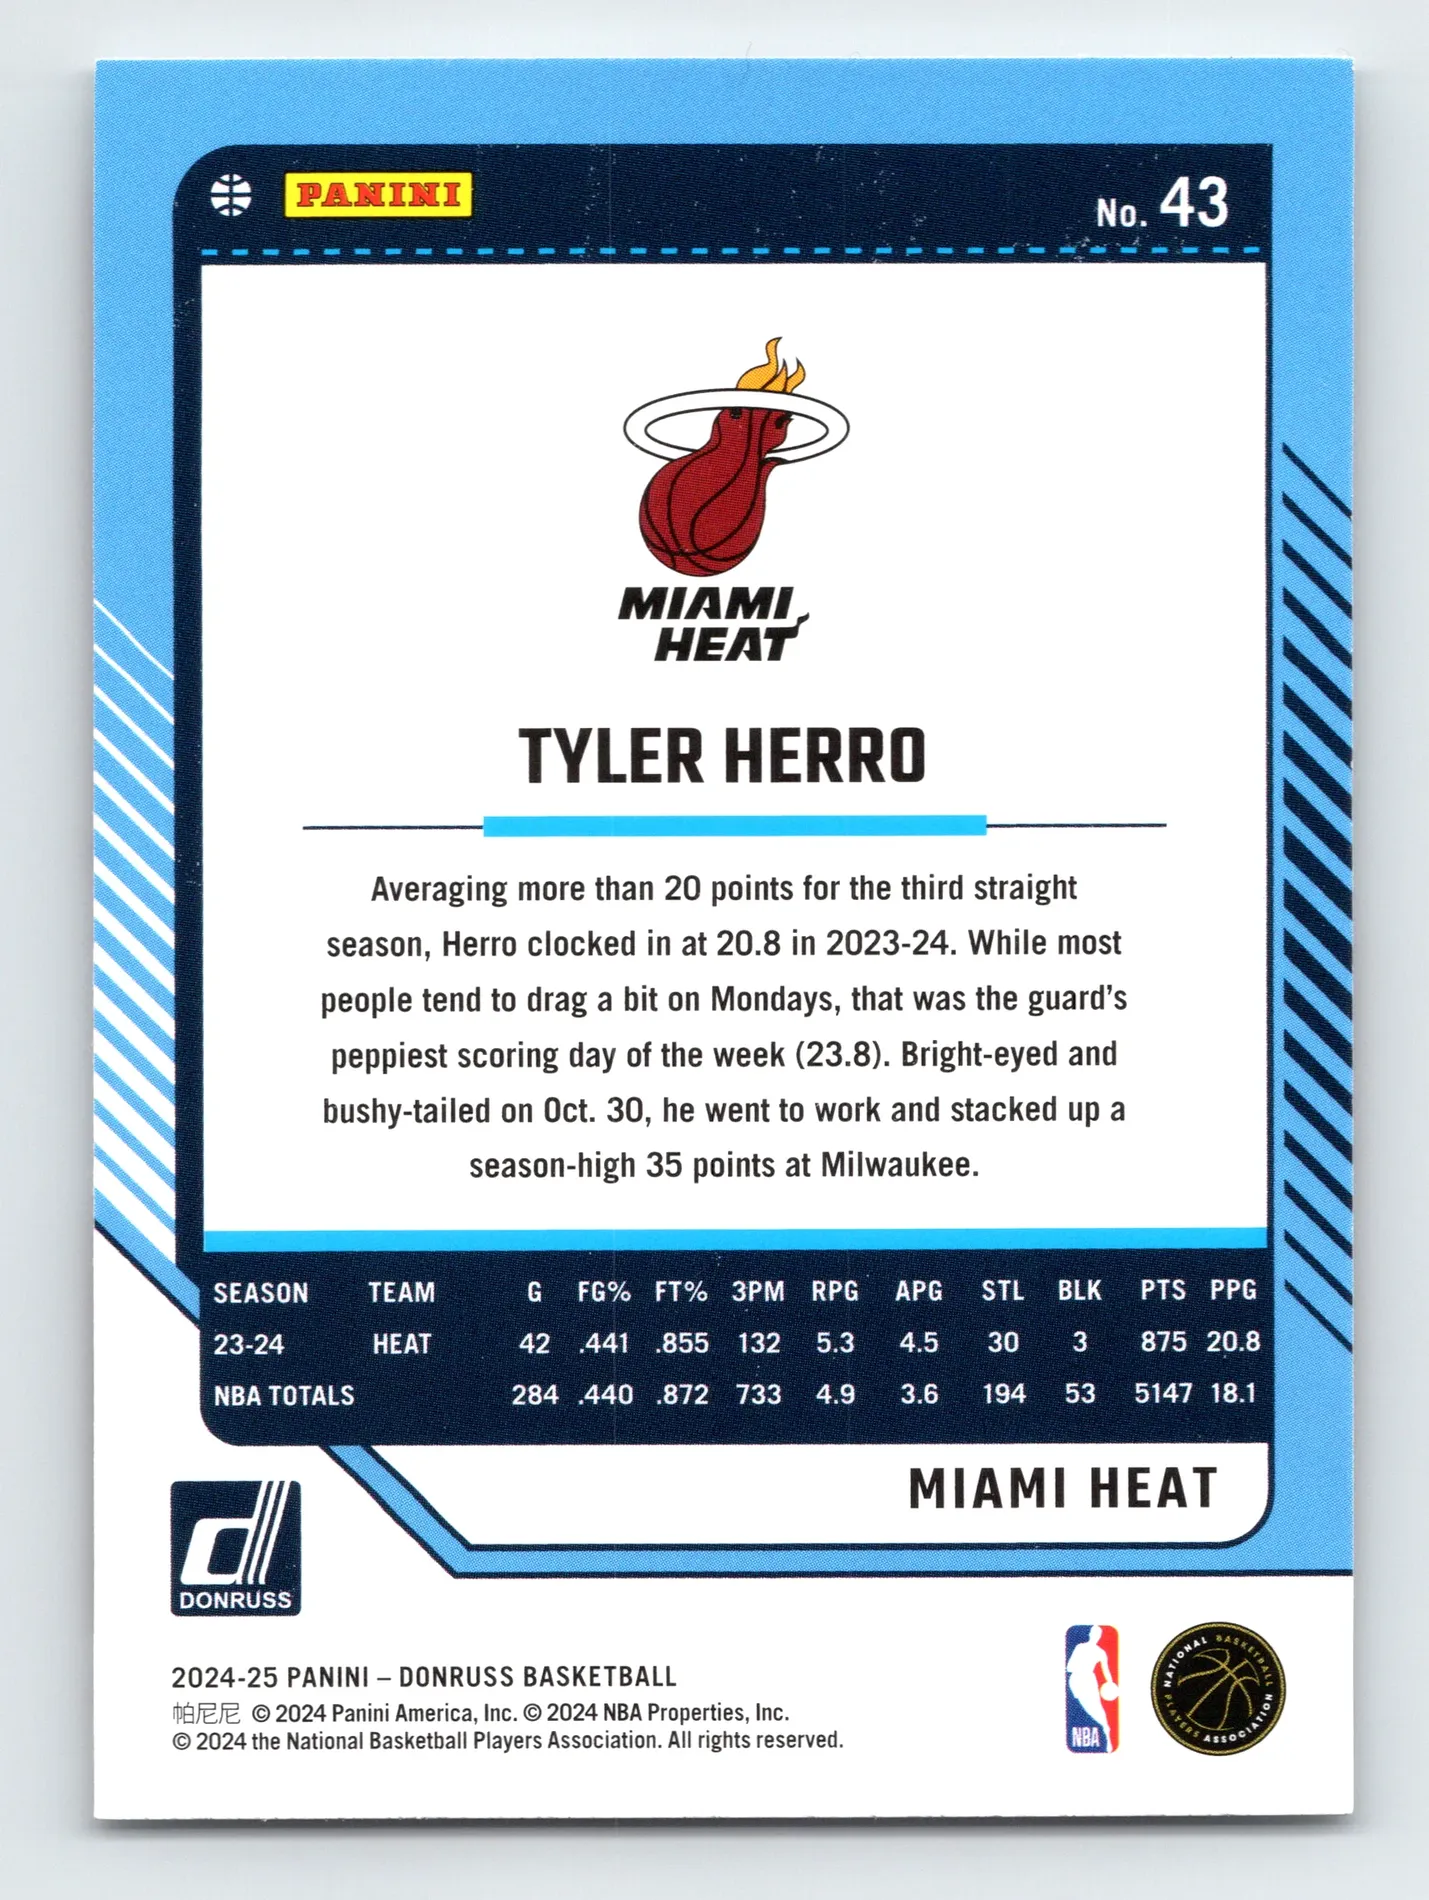 PANINI
No. 43
MIAMI
HEAT
TYLER HERRO
Averaging more than 20 points for the third straight
season, Herro clocked in at 20.8 in 2023-24. While most
people tend to drag a bit on Mondays, that was the guard's
peppiest scoring day of the week (23.8). Bright-eyed and
bushy-tailed on Oct. 30, he went to work and stacked up a
season-high 35 points at Milwaukee.
SEASON TEAM G FG% FT% 3PM RPG APG STL BLK PTS PPG
23-24 HEAT 42 .441 .855 132 5.3 4.5 30 3 875 20.8
NBA TOTALS 284 .440 .872 733 4.9 3.6 194 53 5147 18.1
MIAMI HEAT
DONRUSS
2024-25 PANINI – DONRUSS BASKETBALL
帕尼尼 © 2024 Panini America, Inc. © 2024 NBA Properties, Inc.
© 2024 the National Basketball Players Association. All rights reserved.
NBA
NATIONAL BASKETBALL PLAYERS ASSOCIATION